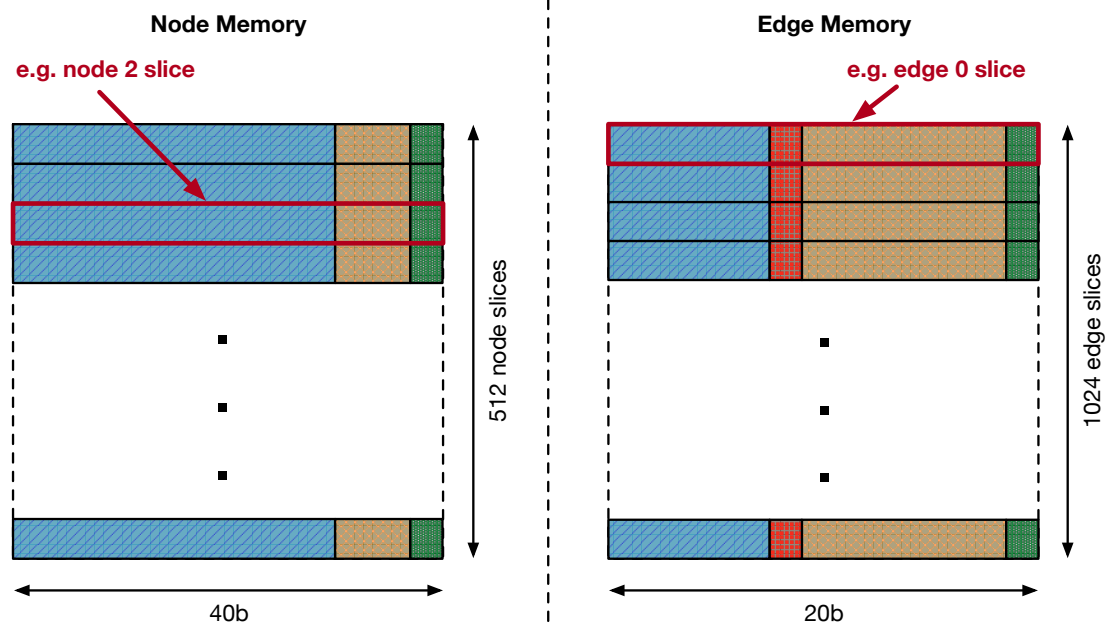 Node Memory
e.g. node 2 slice
512 node slices
40b
Edge Memory
e.g. edge 0 slice
1024 edge slices
20b